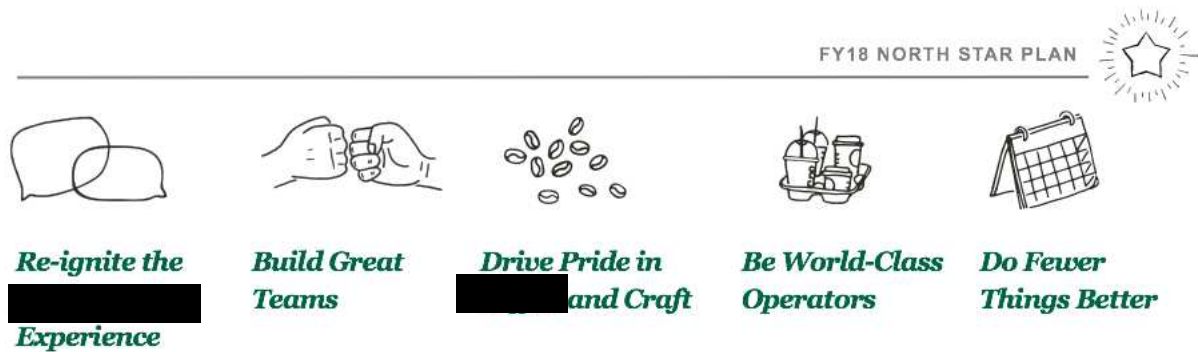 FY18 NORTH STAR PLAN
Re-ignite the
Experience
Build Great
Teams
Drive Pride in
and Craft
Be World-Class
Operators
Do Fewer
Things Better